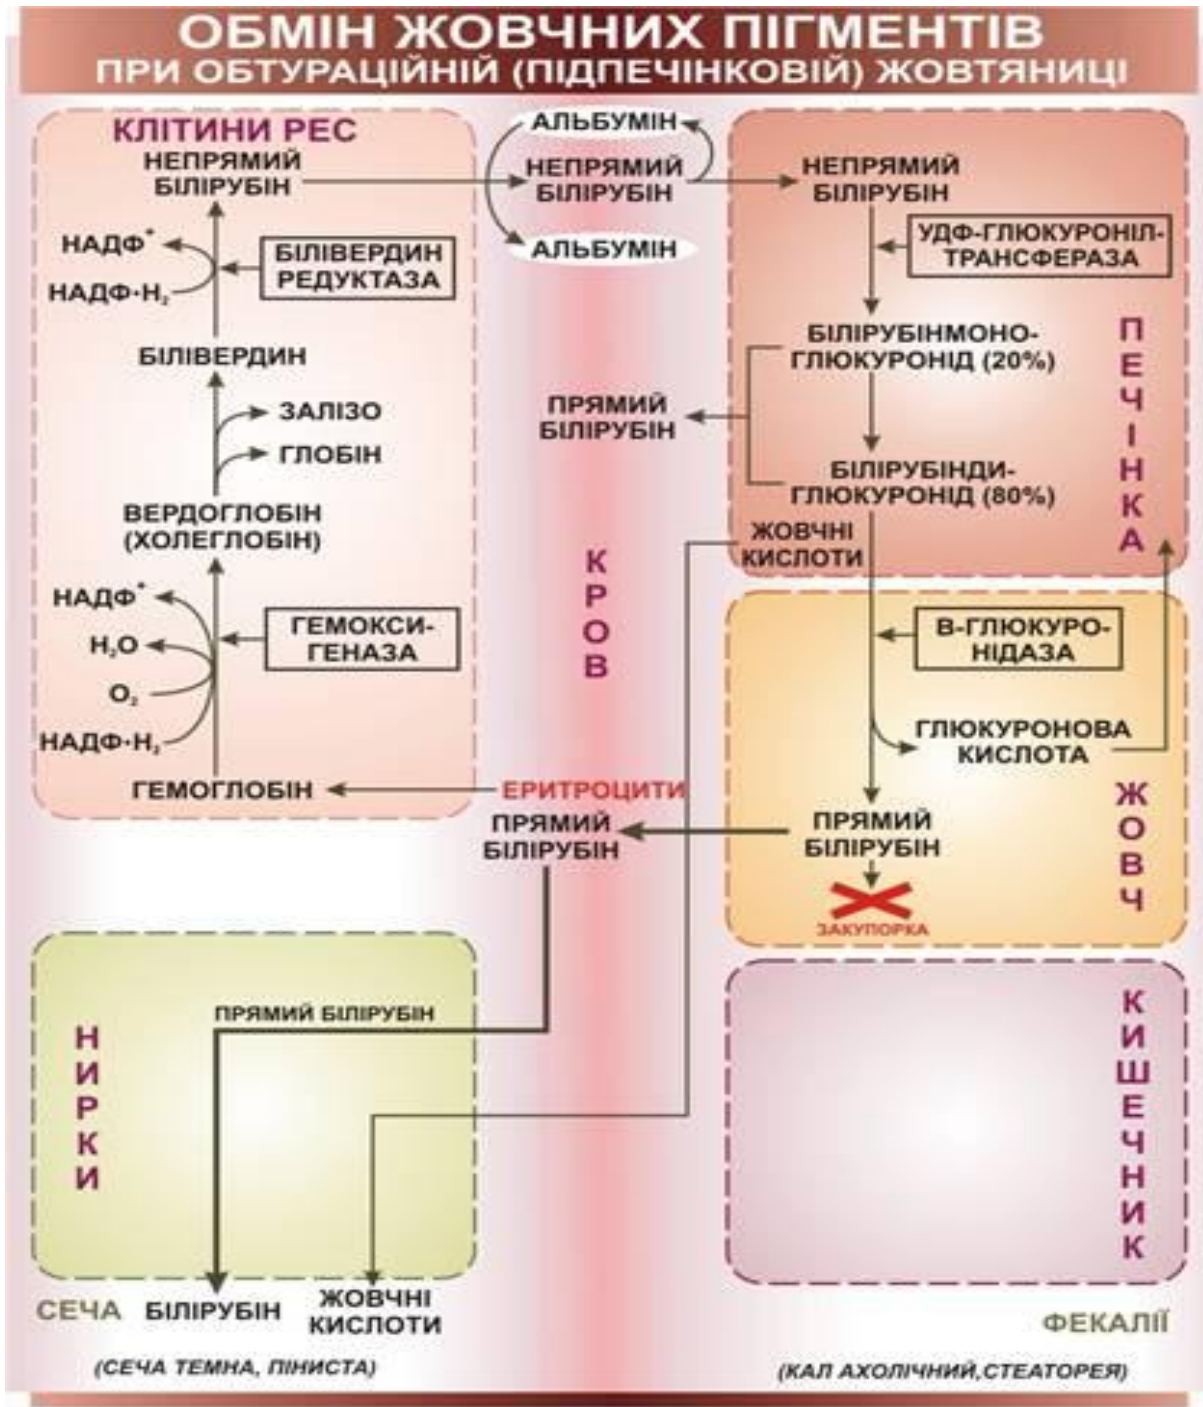 ОБМІН ЖОВЧНИХ ПІГМЕНТІВ
ПРИ ОБТУРАЦІЙНІЙ (ПІДПЕЧІНКОВІЙ) ЖОВТЯНИЦІ
КЛІТИНИ РЕС
НЕПРЯМИЙ
БІЛІРУБІН
НАДФ⁺
НАДФ·Н₂
БІЛІВЕРДИН
РЕДУКТАЗА
БІЛІВЕРДИН
ЗАЛІЗО
ГЛОБІН
ВЕРДОГЛОБІН
(ХОЛЕГЛОБІН)
НАДФ⁺
Н₂О
О₂
НАДФ·Н₂
ГЕМОКСИ-
ГЕНАЗА
ГЕМОГЛОБІН
АЛЬБУМІН
НЕПРЯМИЙ
БІЛІРУБІН
АЛЬБУМІН
ПРЯМИЙ
БІЛІРУБІН
КРОВ
ЕРИТРОЦИТИ
ПРЯМИЙ
БІЛІРУБІН
НЕПРЯМИЙ
БІЛІРУБІН
УДФ-ГЛЮКУРОНІЛ-
ТРАНСФЕРАЗА
БІЛІРУБІНМОНО-
ГЛЮКУРОНІД (20%)
БІЛІРУБІНДИ-
ГЛЮКУРОНІД (80%)
ЖОВЧНІ
КИСЛОТИ
ПЕЧІНКА
В-ГЛЮКУРО-
НІДАЗА
ГЛЮКУРОНОВА
КИСЛОТА
ПРЯМИЙ
БІЛІРУБІН
ЗАКУПОРКА
ЖОВЧ
ПРЯМИЙ БІЛІРУБІН
НИРКИ
КИШЕЧНИК
СЕЧА
БІЛІРУБІН
ЖОВЧНІ
КИСЛОТИ
(СЕЧА ТЕМНА, ПІНИСТА)
ФЕКАЛІЇ
(КАЛ АХОЛІЧНИЙ,СТЕАТОРЕЯ)